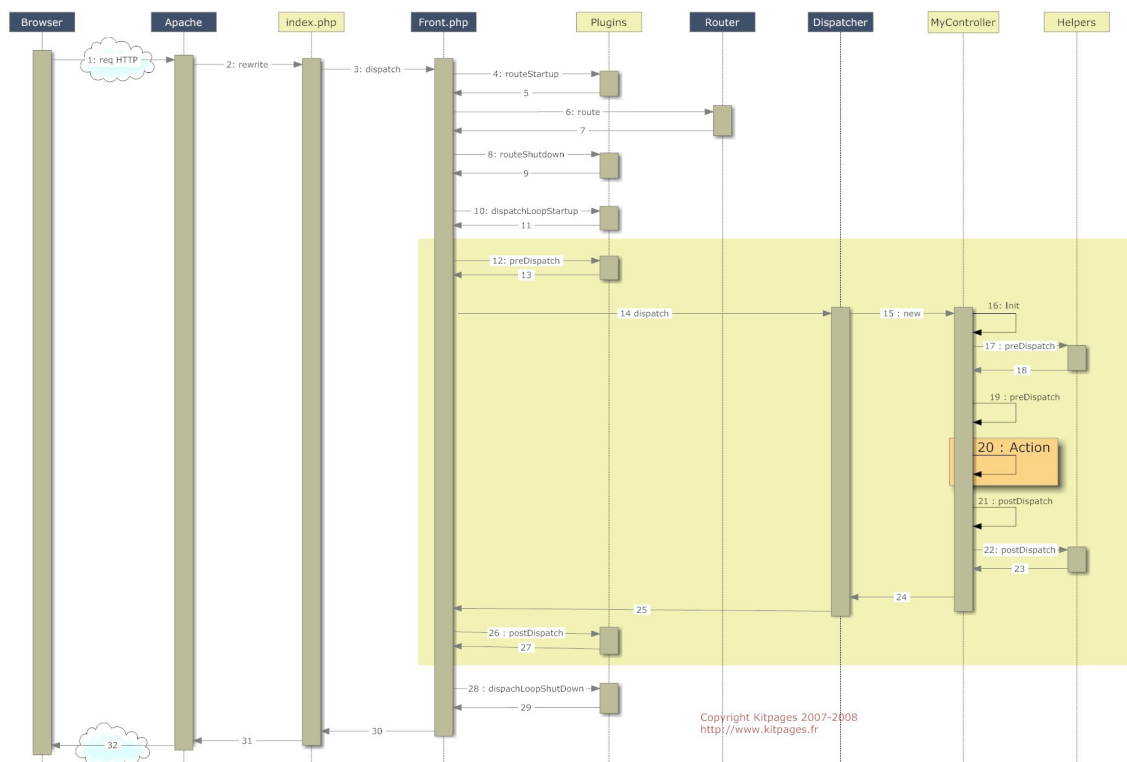 Browser
Apache
index.php
Front.php
Plugins
Router
Dispatcher
MyController
Helpers
1: req HTTP
2: rewrite
3: dispatch
4: routeStartup
5
6: route
7
8: routeShutdown
9
10: dispatchLoopStartup
11
12: preDispatch
13
14 dispatch
15 : new
16: Init
17 : preDispatch
18
19 : preDispatch
20 : Action
21 : postDispatch
22: postDispatch
23
24
25
26 : postDispatch
27
28 : dispachLoopShutDown
29
30
31
32
Copyright Kitpages 2007-2008
http://www.kitpages.fr